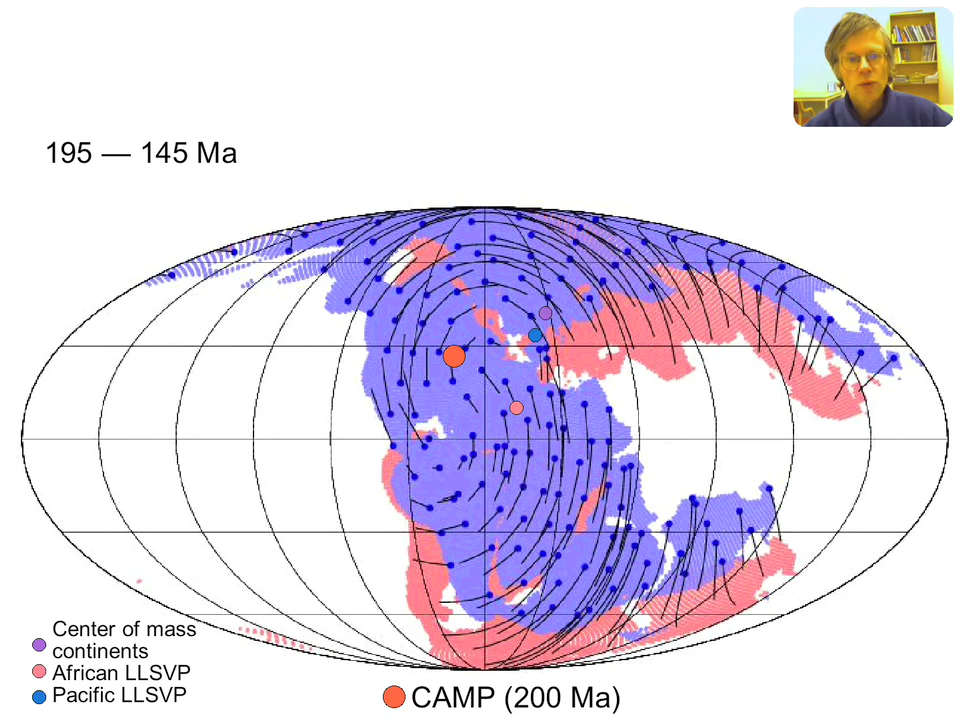 195 — 145 Ma
Center of mass
continents
African LLSVP
Pacific LLSVP
CAMP (200 Ma)